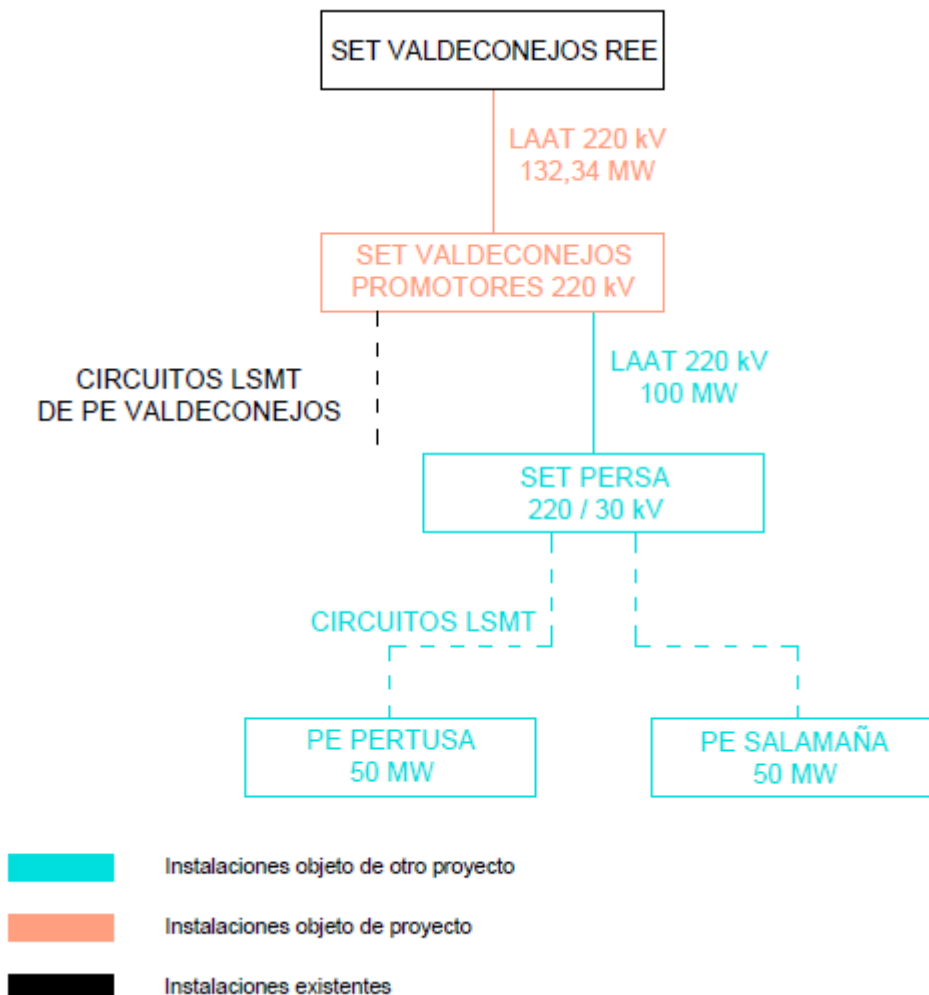 SET VALDECONEJOS REE
LAAT 220 kV
132,34 MW
SET VALDECONEJOS
PROMOTORES 220 kV
CIRCUITOS LSMT
DE PE VALDECONEJOS
LAAT 220 kV
100 MW
SET PERSA
220 / 30 kV
CIRCUITOS LSMT
PE PERTUSA
50 MW
PE SALAMAÑA
50 MW
Instalaciones objeto de otro proyecto
Instalaciones objeto de proyecto
Instalaciones existentes